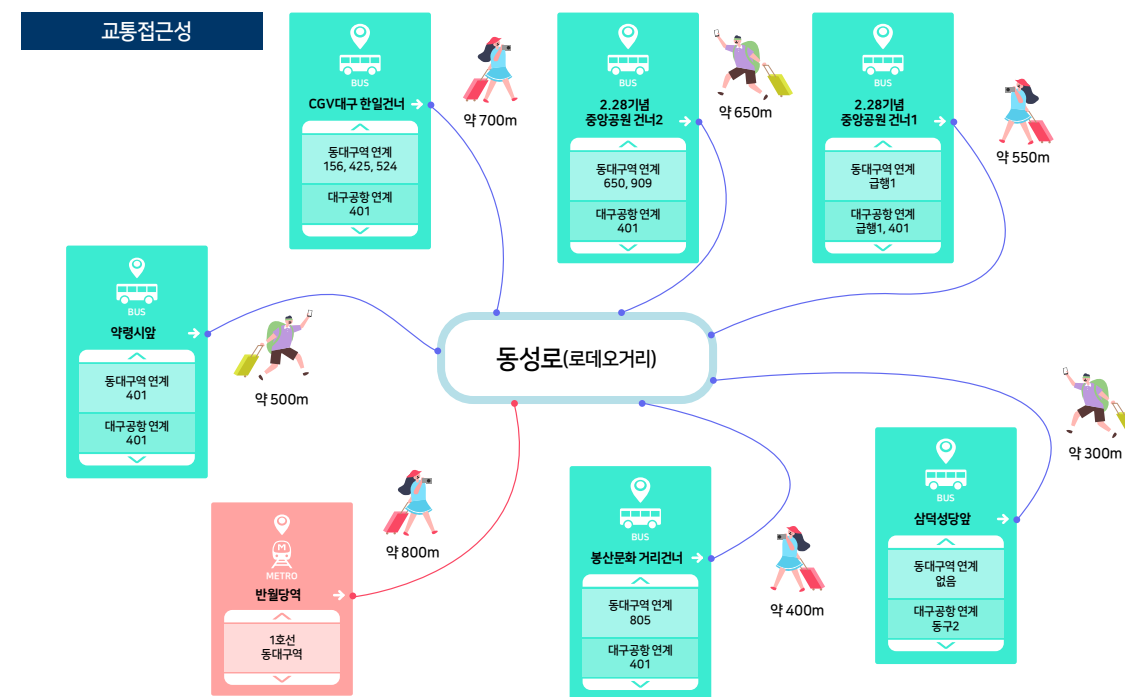 교통접근성
BUS
CGV대구 한일건너
동대구역 연계
156, 425, 524
대구공항 연계
401
약 700m
BUS
2.28기념
중앙공원 건너2
동대구역 연계
650, 909
대구공항 연계
401
약 650m
BUS
2.28기념
중앙공원 건너1
동대구역 연계
급행1
대구공항 연계
급행1, 401
약 550m
BUS
약령시앞
동대구역 연계
401
대구공항 연계
401
약 500m
동성로(로데오거리)
M
METRO
반월당역
1호선
동대구역
약 800m
BUS
봉산문화 거리건너
동대구역 연계
805
대구공항 연계
401
약 400m
BUS
삼덕성당앞
동대구역 연계
없음
대구공항 연계
동구2
약 300m